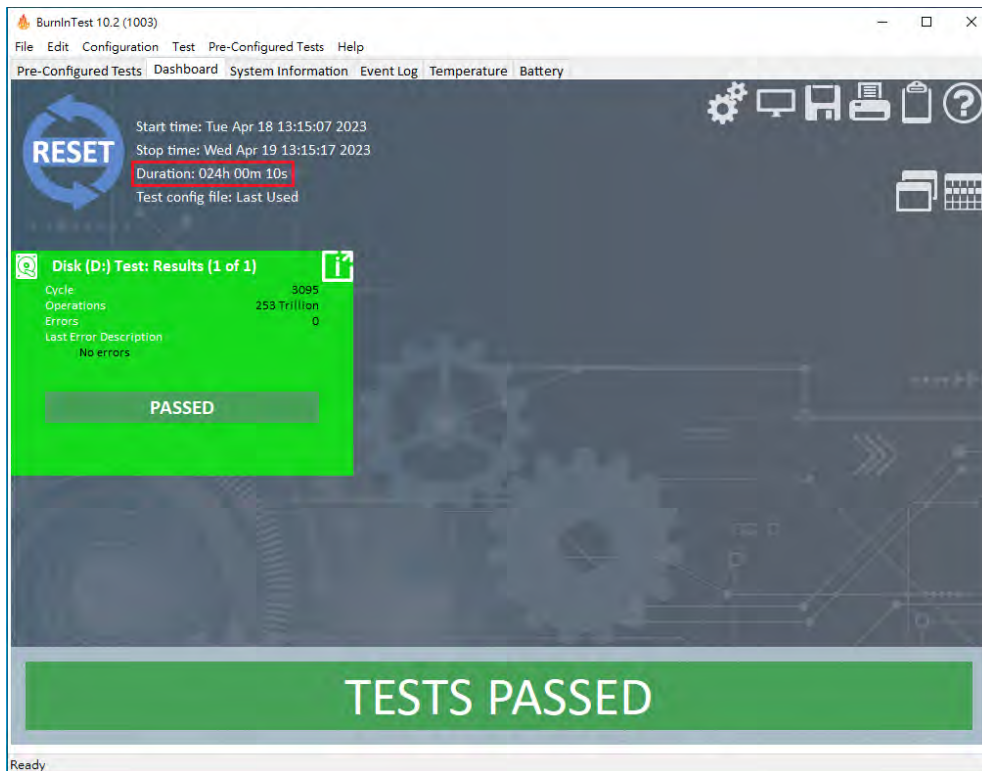 BurnInTest 10.2 (1003)
File Edit Configuration Test Pre-Configured Tests Help
Pre-Configured Tests Dashboard System Information Event Log Temperature Battery
RESET
Start time: Tue Apr 18 13:15:07 2023
Stop time: Wed Apr 19 13:15:17 2023
Duration: 024h 00m 10s
Test config file: Last Used
Disk (D:) Test: Results (1 of 1)
Cycle 3095
Operations 253 Trillion
Errors 0
Last Error Description
No errors
PASSED
TESTS PASSED
Ready